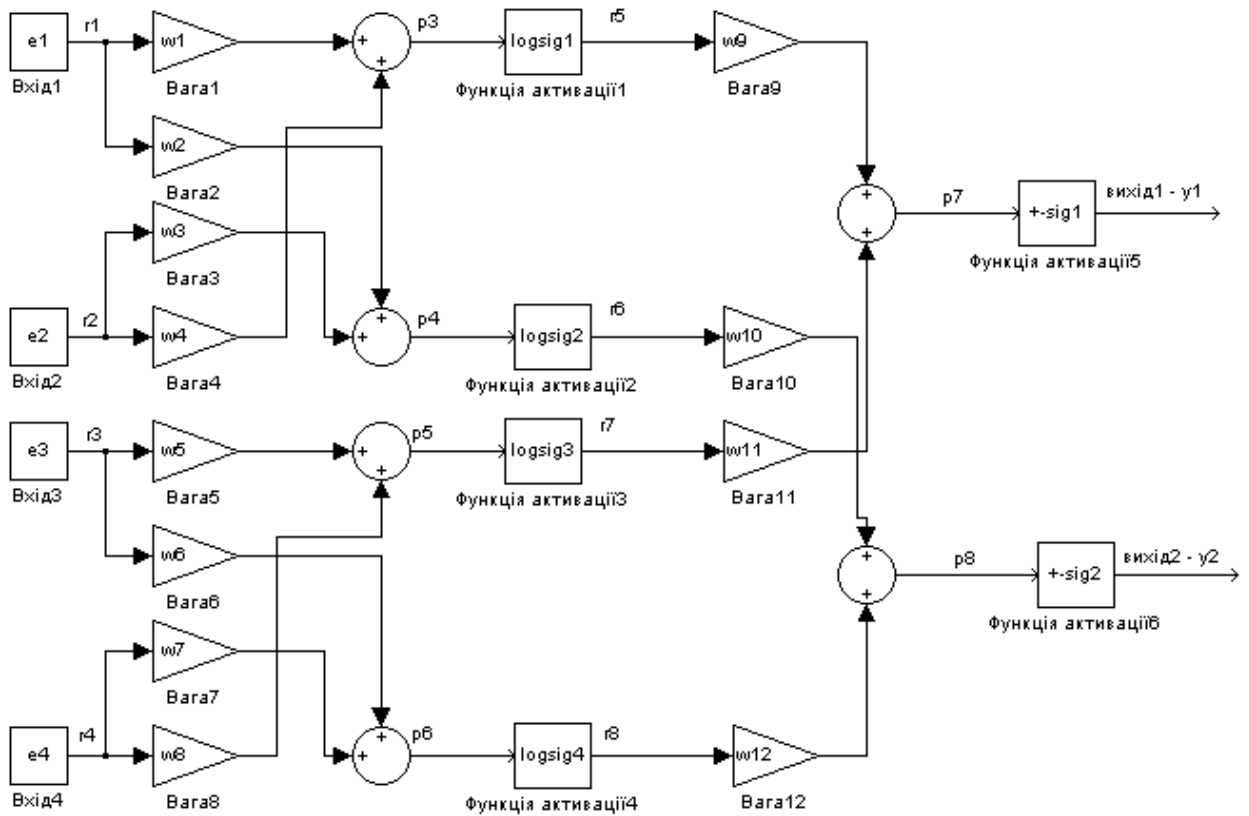 e1
r1
Вхід1
w1
Вага1
+
+
p3
logsig1
Функція активації1
r5
w9
Вага9
w2
Вага2
w3
Вага3
e2
r2
Вхід2
w4
Вага4
+
+
p4
logsig2
Функція активації2
r6
w10
Вага10
+
+
p7
+-sig1
Функція активації5
вихід1 - y1
e3
r3
Вхід3
w5
Вага5
+
+
p5
logsig3
Функція активації3
r7
w11
Вага11
w6
Вага6
w7
Вага7
+
+
p8
+-sig2
Функція активації6
вихід2 - y2
e4
r4
Вхід4
w8
Вага8
+
+
p6
logsig4
Функція активації4
r8
w12
Вага12